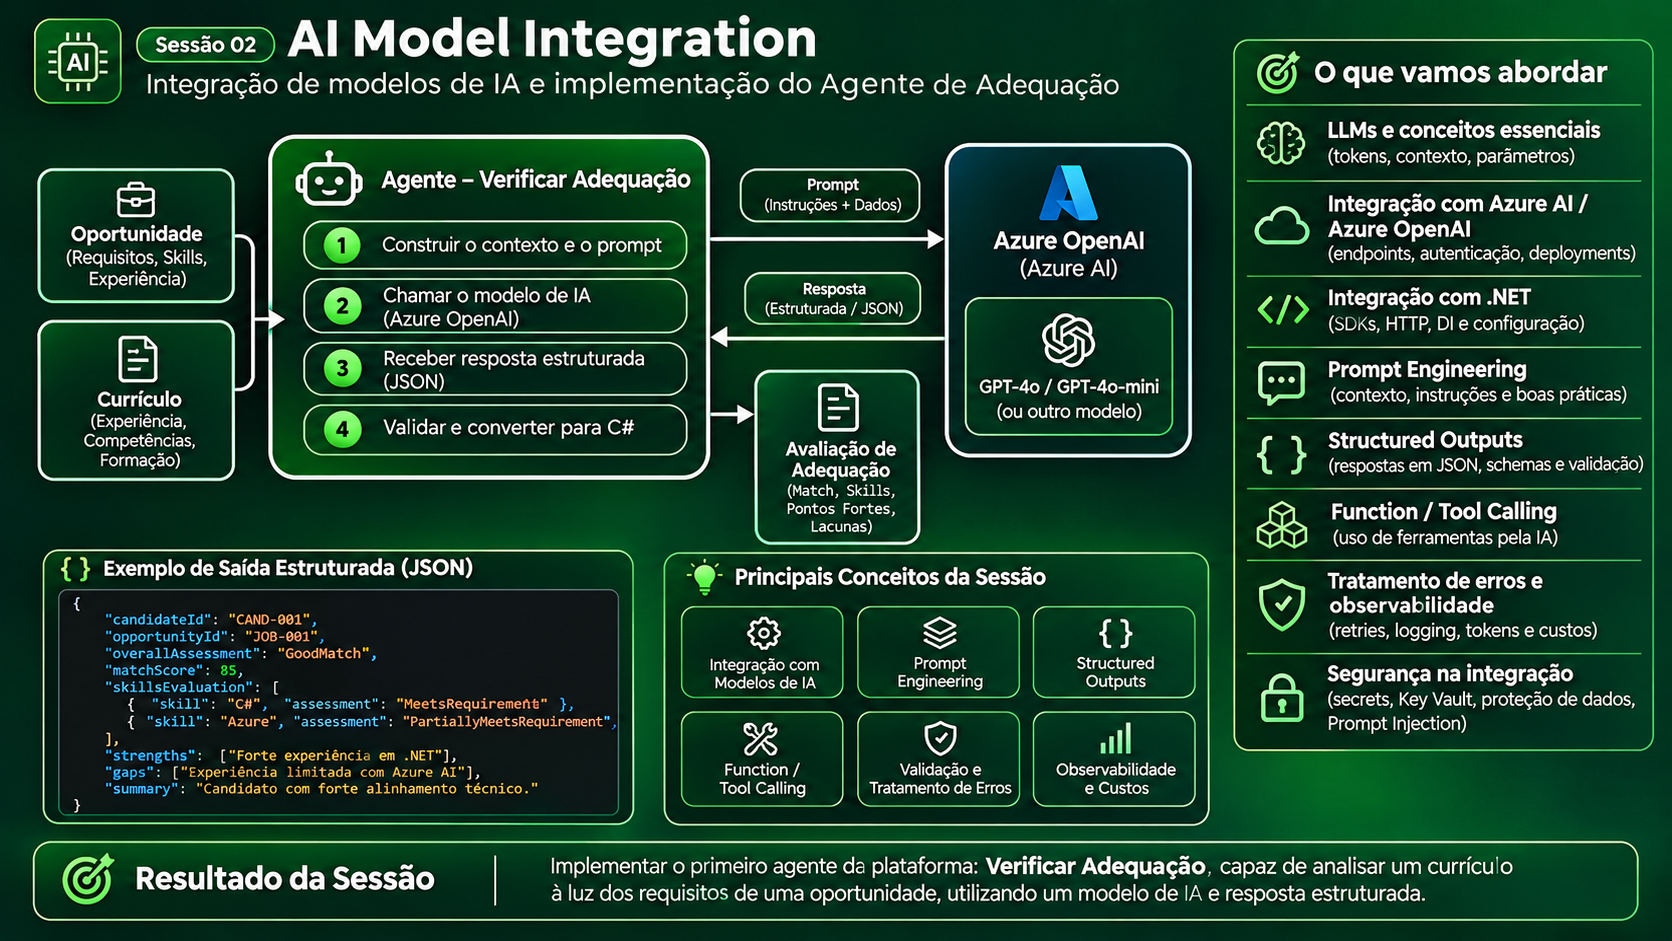 AI
Sessão 02
AI Model Integration
Integração de modelos de IA e implementação do Agente de Adequação
Oportunidade
(Requisitos, Skills,
Experiência)
Currículo
(Experiência,
Competências,
Formação)
Agente – Verificar Adequação
1 Construir o contexto e o prompt
2 Chamar o modelo de IA
(Azure OpenAI)
3 Receber resposta estruturada
(JSON)
4 Validar e converter para C#
Prompt
(Instruções + Dados)
Resposta
(Estruturada / JSON)
Avaliação de
Adequação
(Match, Skills,
Pontos Fortes,
Lacunas)
Azure OpenAI
(Azure AI)
GPT-4o / GPT-4o-mini
(ou outro modelo)
O que vamos abordar
LLMs e conceitos essenciais
(tokens, contexto, parâmetros)
Integração com Azure AI /
Azure OpenAI
(endpoints, autenticação, deployments)
Integração com .NET
(SDKs, HTTP, DI e configuração)
Prompt Engineering
(contexto, instruções e boas práticas)
Structured Outputs
(respostas em JSON, schemas e validação)
Function / Tool Calling
(uso de ferramentas pela IA)
Tratamento de erros e
observabilidade
(retries, logging, tokens e custos)
Segurança na integração
(secrets, Key Vault, proteção de dados,
Prompt Injection)
{ } Exemplo de Saída Estruturada (JSON)
{
"candidateId": "CAND-001",
"opportunityId": "JOB-001",
"overallAssessment": "GoodMatch",
"matchScore": 85,
"skillsEvaluation": [
{ "skill": "C#", "assessment": "MeetsRequirement" },
{ "skill": "Azure", "assessment": "PartiallyMeetsRequirement",
],
"strengths": ["Forte experiência em .NET"],
"gaps": ["Experiência limitada com Azure AI"],
"summary": "Candidato com forte alinhamento técnico."
}
Principais Conceitos da Sessão
Integração com
Modelos de IA
Prompt
Engineering
Structured
Outputs
Function /
Tool Calling
Validação e
Tratamento de Erros
Observabilidade
e Custos
Resultado da Sessão
Implementar o primeiro agente da plataforma: Verificar Adequação, capaz de analisar um currículo
à luz dos requisitos de uma oportunidade, utilizando um modelo de IA e resposta estruturada.